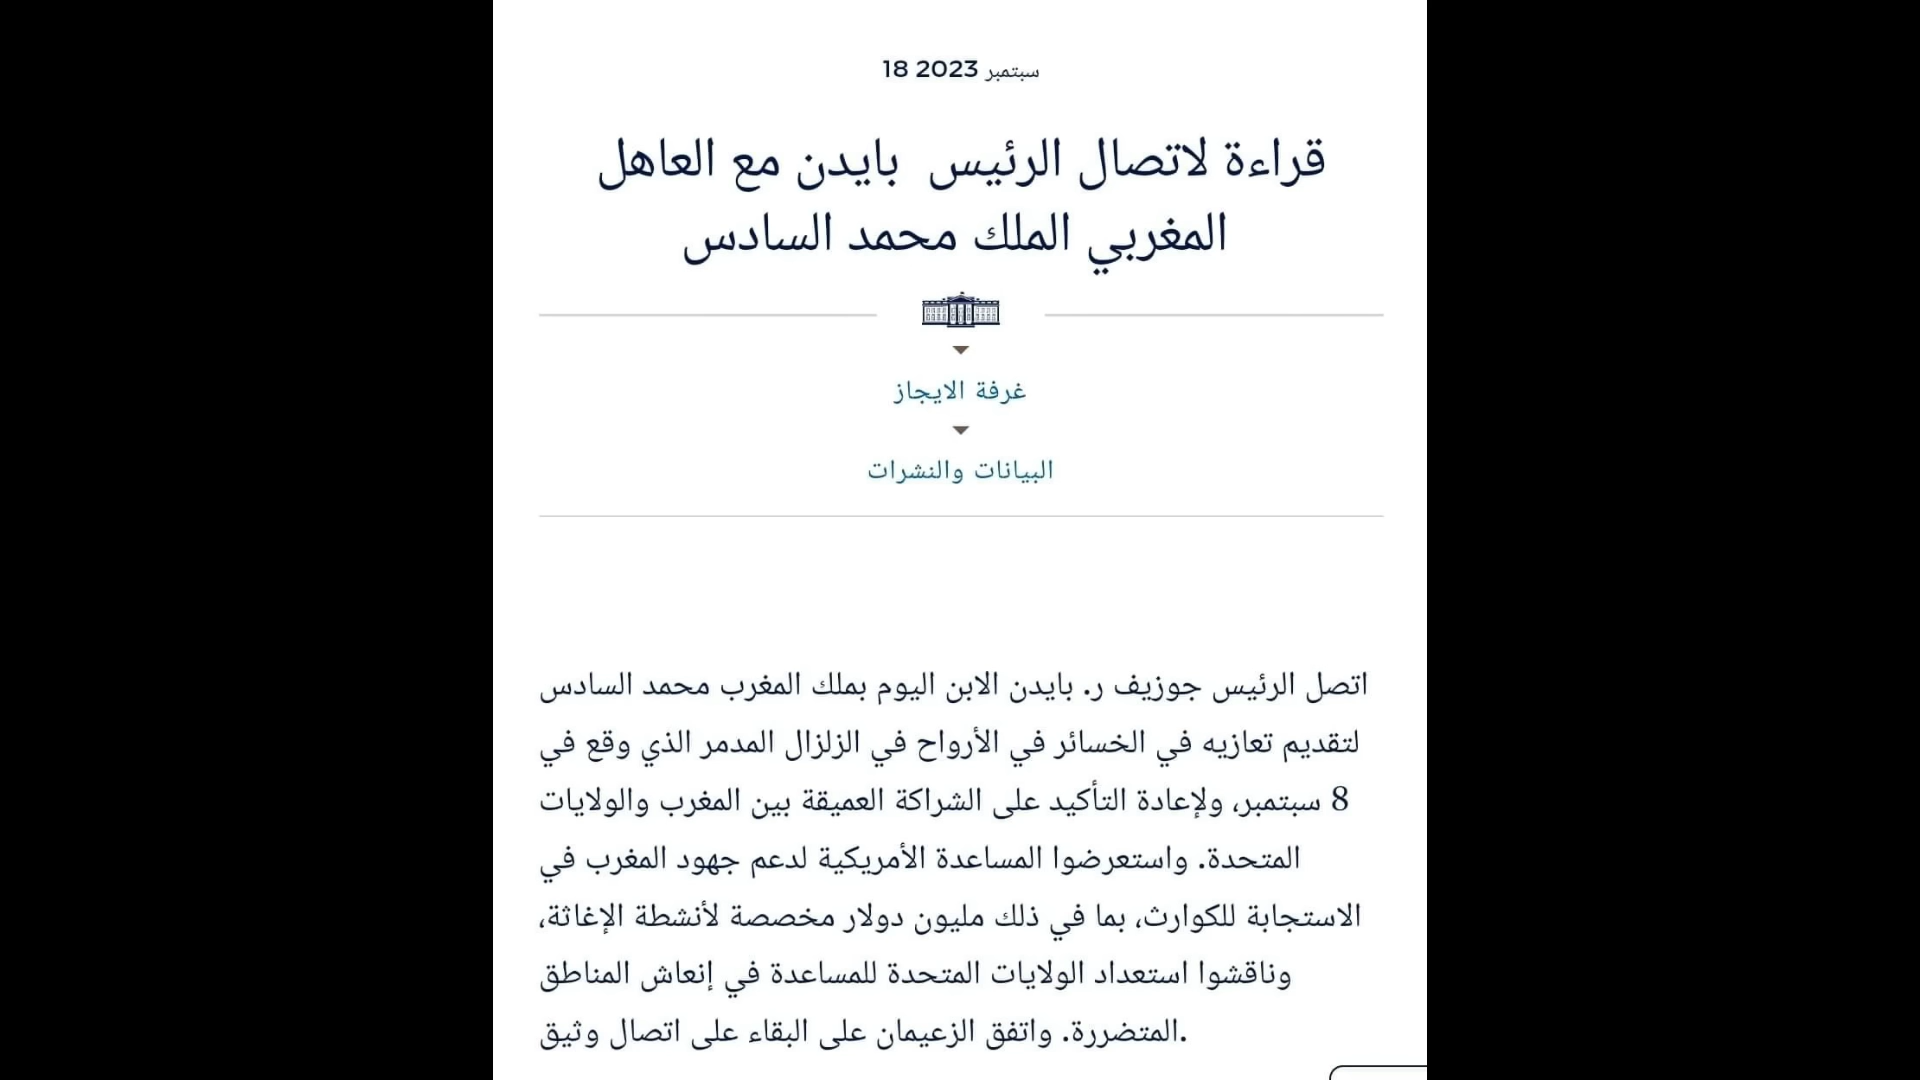 18 سبتمبر 2023
قراءة لاتصال الرئيس بايدن مع العاهل
المغربي الملك محمد السادس
غرفة الايجاز
البيانات والنشرات
اتصل الرئيس جوزيف ر. بايدن الابن اليوم بملك المغرب محمد السادس
لتقديم تعازيه في الخسائر في الأرواح في الزلزال المدمر الذي وقع في
8 سبتمبر، ولإعادة التأكيد على الشراكة العميقة بين المغرب والولايات
المتحدة. واستعرضوا المساعدة الأمريكية لدعم جهود المغرب في
الاستجابة للكوارث، بما في ذلك مليون دولار مخصصة لأنشطة الإغاثة،
وناقشوا استعداد الولايات المتحدة للمساعدة في إنعاش المناطق
المتضررة. واتفق الزعيمان على البقاء على اتصال وثيق.